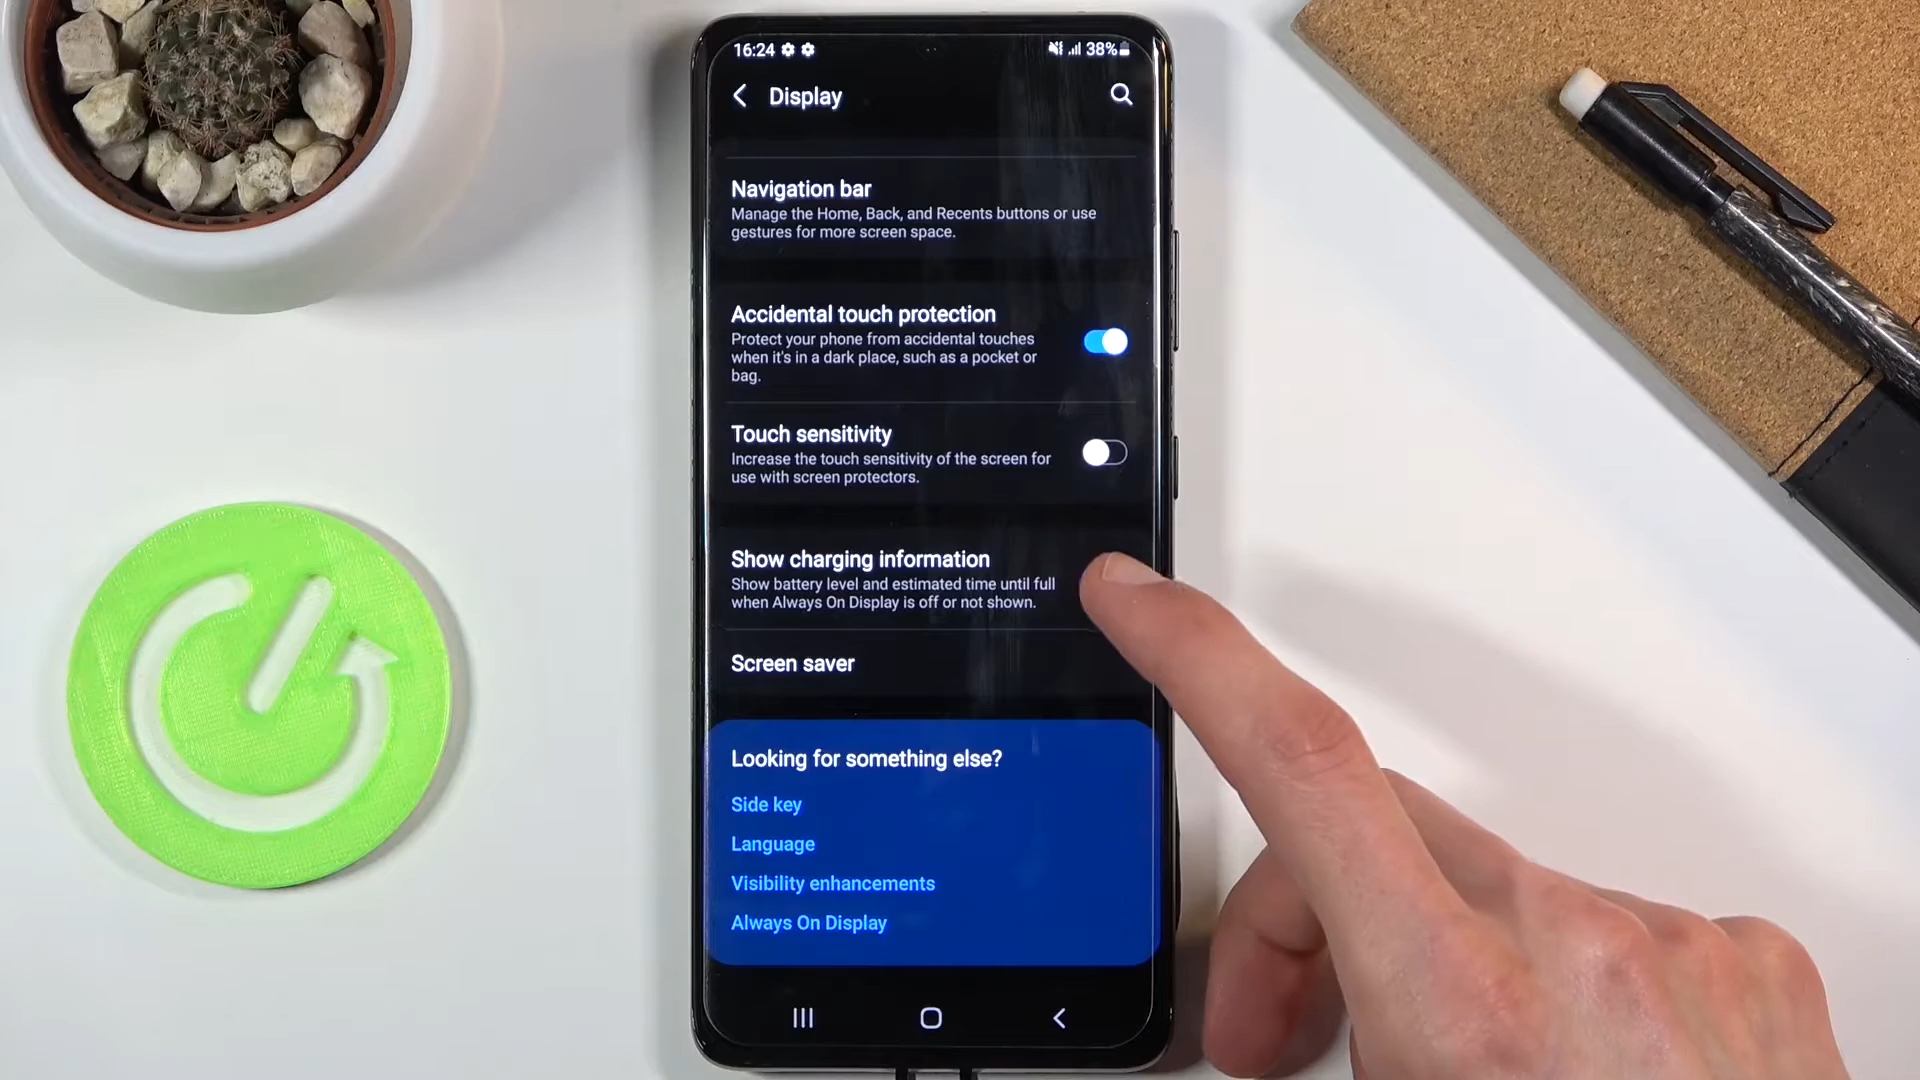 16:24
38%
Display
Navigation bar
Manage the Home, Back, and Recents buttons or use
gestures for more screen space.
Accidental touch protection
Protect your phone from accidental touches
when it's in a dark place, such as a pocket or
bag.
Touch sensitivity
Increase the touch sensitivity of the screen for
use with screen protectors.
Show charging information
Show battery level and estimated time until full
when Always On Display is off or not shown.
Screen saver
Looking for something else?
Side key
Language
Visibility enhancements
Always On Display